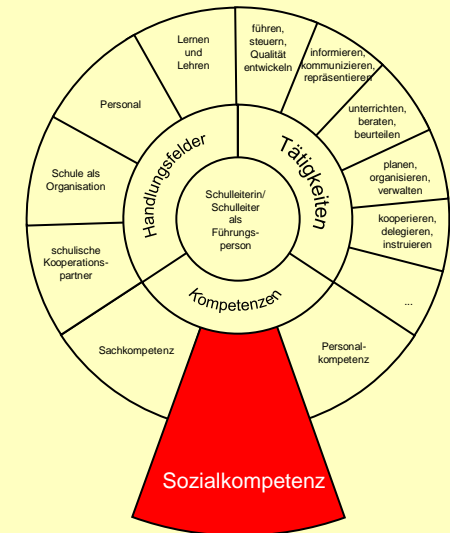 Lernen
und
Lehren
führen,
steuern,
Qualität
entwickeln
informieren,
kommunizieren,
repräsentieren
unterrichten,
beraten,
beurteilen
planen,
organisieren,
verwalten
kooperieren,
delegieren,
instruieren
...
Personal
Schule als
Organisation
schulische
Kooperations-
partner
Handlungsfelder
Tätigkeiten
Schulleiterin/
Schulleiter
als
Führungs-
person
Kompetenzen
Sachkompetenz
Personal-
kompetenz
Sozialkompetenz